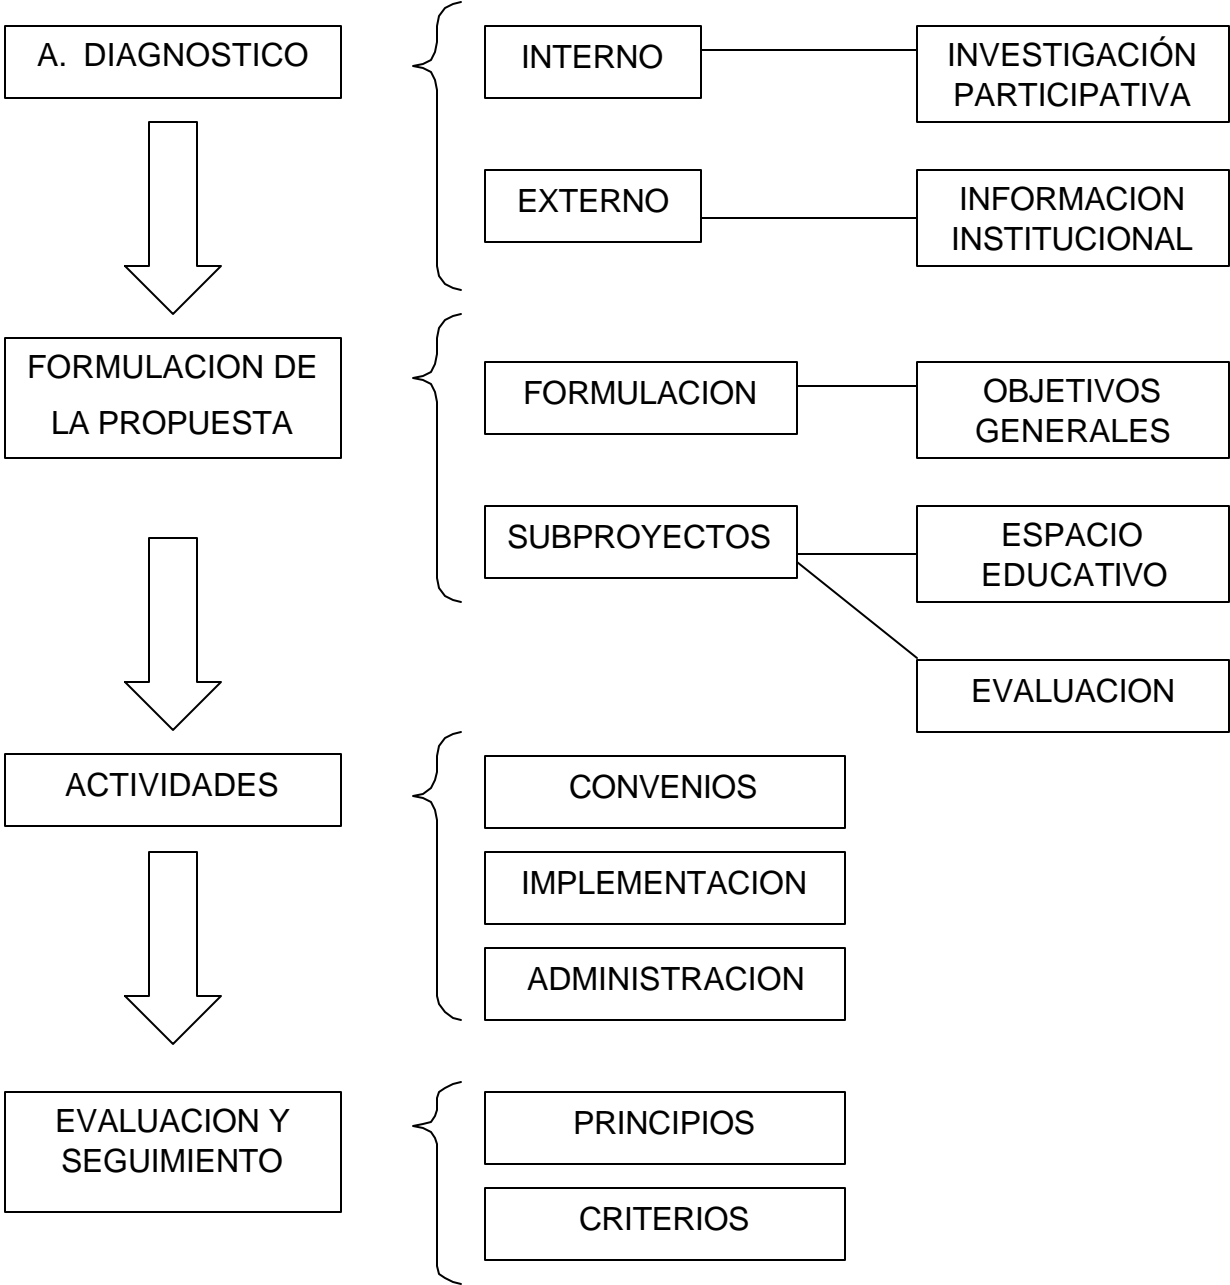 A. DIAGNOSTICO
INTERNO
INVESTIGACIÓN
PARTICIPATIVA
EXTERNO
INFORMACION
INSTITUCIONAL
FORMULACION DE
LA PROPUESTA
FORMULACION
OBJETIVOS
GENERALES
SUBPROYECTOS
ESPACIO
EDUCATIVO
EVALUACION
ACTIVIDADES
CONVENIOS
IMPLEMENTACION
ADMINISTRACION
EVALUACION Y
SEGUIMIENTO
PRINCIPIOS
CRITERIOS